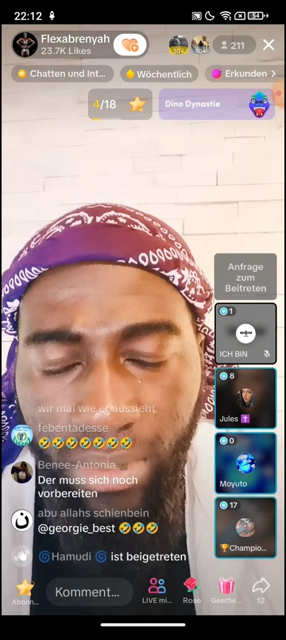 22:12
Flexabrenyah
23.7K Likes
211
Chatten und Int...
Wöchentlich
Erkunden
4/18
Dino Dynastie
Anfrage
zum
Beitreten
1
ICH BIN
8
Jules ✝️
0
Moyuto
17
🏆Champio...
wir mal wie er aussieht
febentadesse
🤣🤣🤣🤣🤣🤣🤣
Benee-Antonia
Der muss sich noch
vorbereiten
abu allahs schienbein
@georgie_best 🤣🤣🤣
🌀Hamudi 🌀 ist beigetreten
Abonn...
Komment...
LIVE mi...
Rose
Gesche...
12